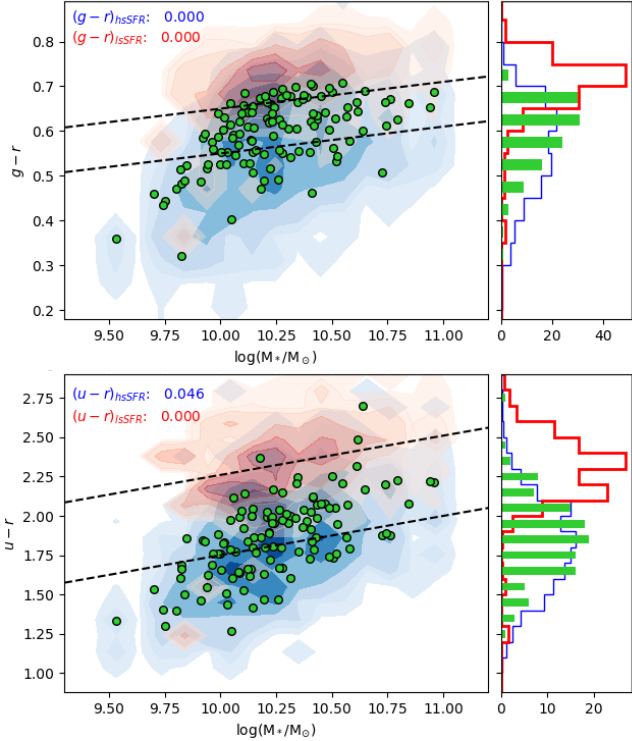 (g − r)hsSFR: 0.000
(g − r)lsSFR: 0.000
0.8
0.7
0.6
0.5
0.4
0.3
0.2
g − r
9.50 9.75 10.00 10.25 10.50 10.75 11.00
0 20 40
log(M*/M⊙)
(u − r)hsSFR: 0.046
(u − r)lsSFR: 0.000
2.75
2.50
2.25
2.00
1.75
1.50
1.25
1.00
u − r
9.50 9.75 10.00 10.25 10.50 10.75 11.00
0 10 20
log(M*/M⊙)